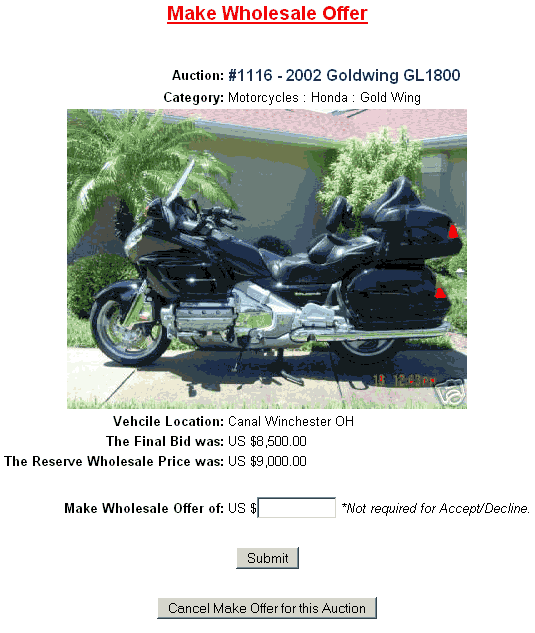 Make Wholesale Offer
Auction: #1116 - 2002 Goldwing GL1800
Category: Motorcycles : Honda : Gold Wing
Vehcile Location: Canal Winchester OH
The Final Bid was: US $8,500.00
The Reserve Wholesale Price was: US $9,000.00
Make Wholesale Offer of: US $ *Not required for Accept/Decline.
Submit
Cancel Make Offer for this Auction